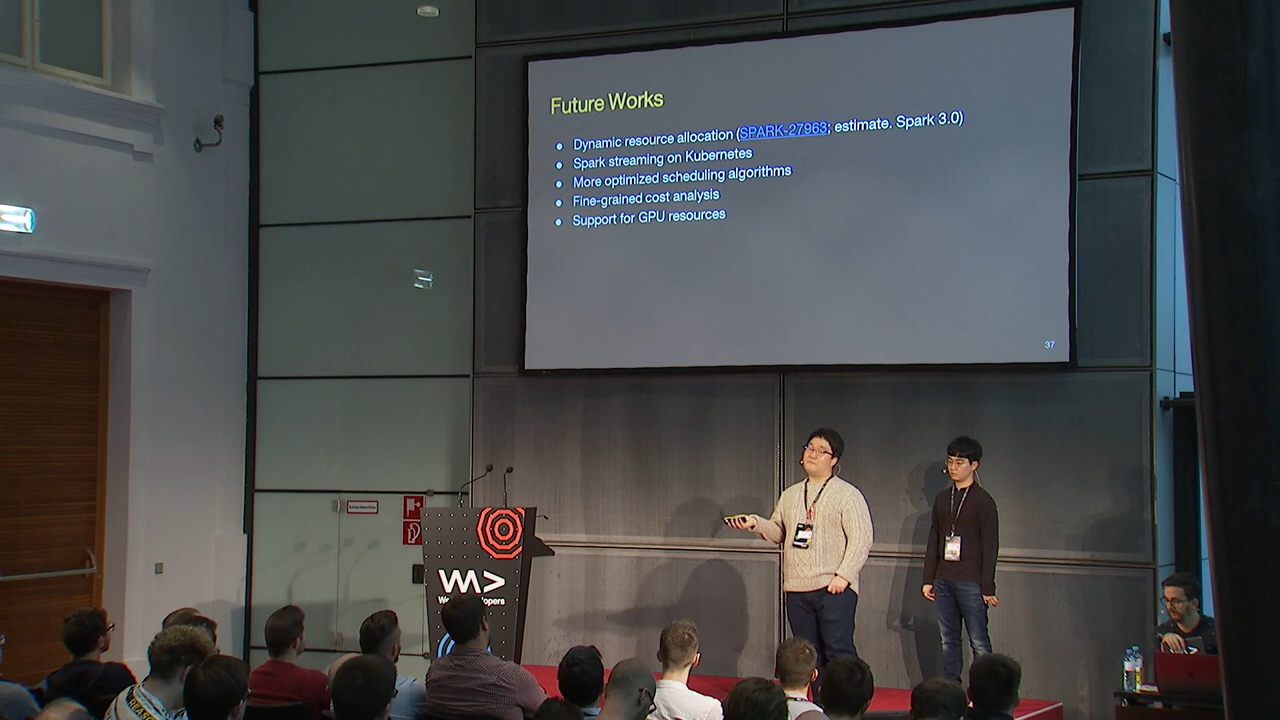 Future Works
Dynamic resource allocation (SPARK-27963; estimate. Spark 3.0)
Spark streaming on Kubernetes
More optimized scheduling algorithms
Fine-grained cost analysis
Support for GPU resources
37